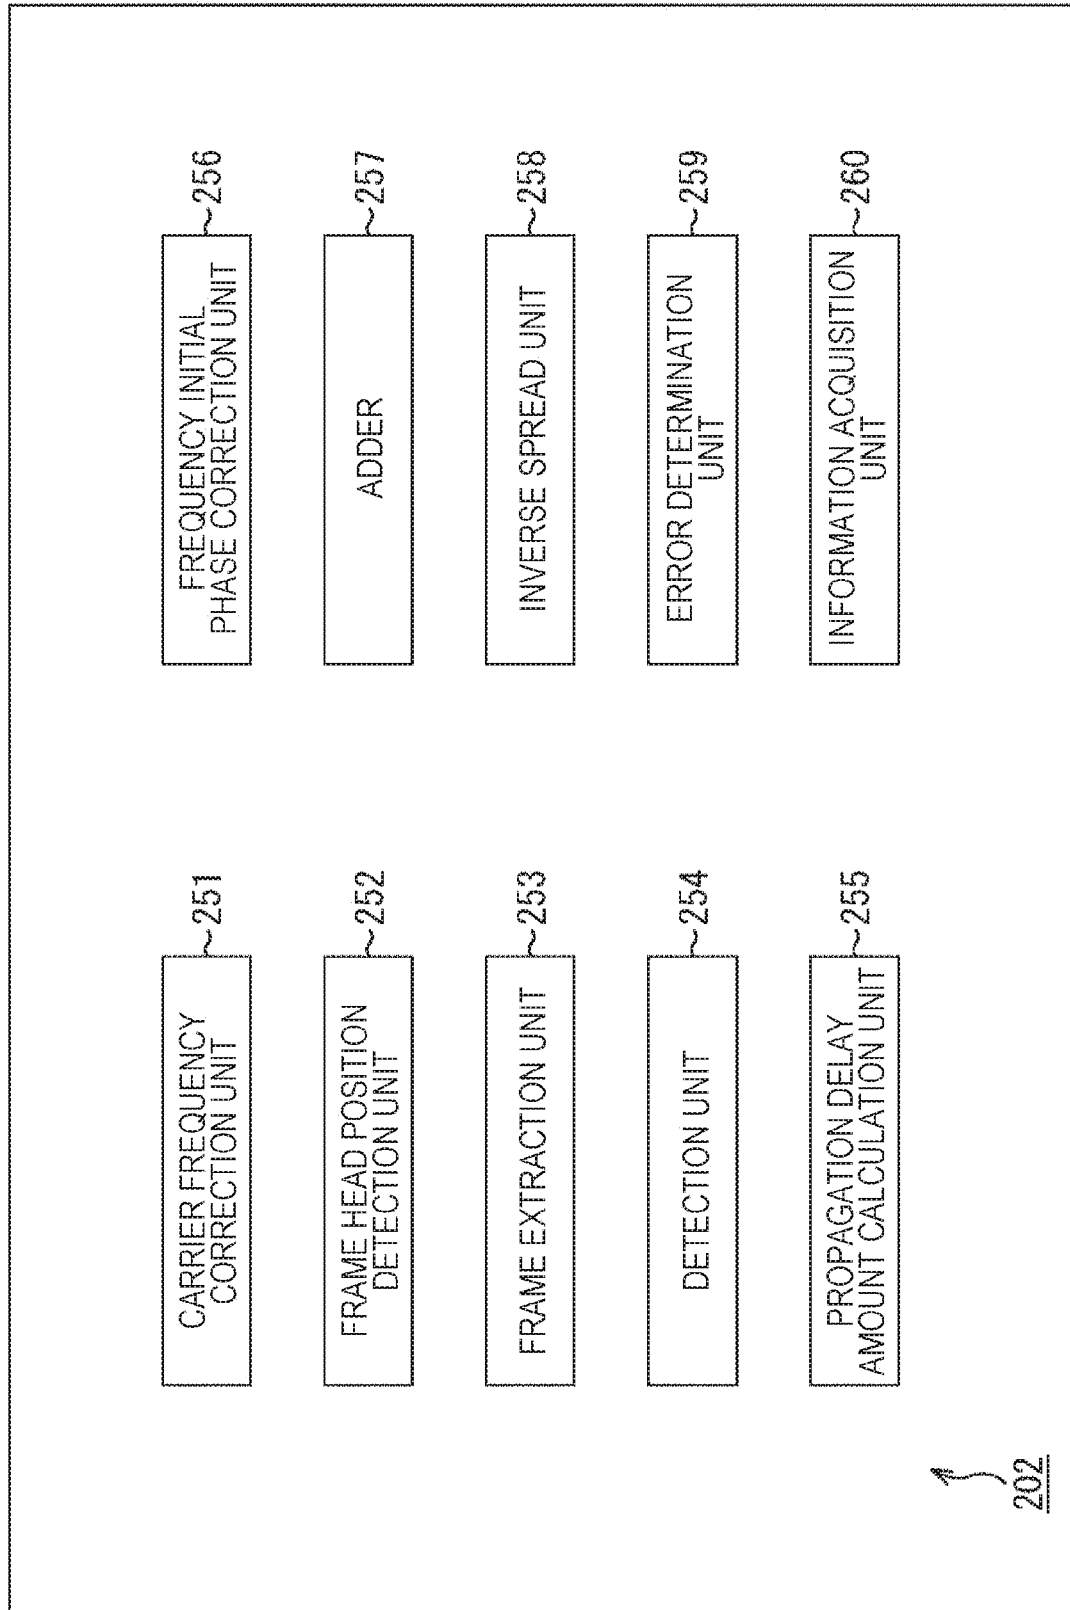 CARRIER FREQUENCY
CORRECTION UNIT
~251
FRAME HEAD POSITION
DETECTION UNIT
~252
FRAME EXTRACTION UNIT
~253
DETECTION UNIT
~254
PROPAGATION DELAY
AMOUNT CALCULATION UNIT
~255
FREQUENCY INITIAL
PHASE CORRECTION UNIT
~256
ADDER
~257
INVERSE SPREAD UNIT
~258
ERROR DETERMINATION
UNIT
~259
INFORMATION ACQUISITION
UNIT
~260
202